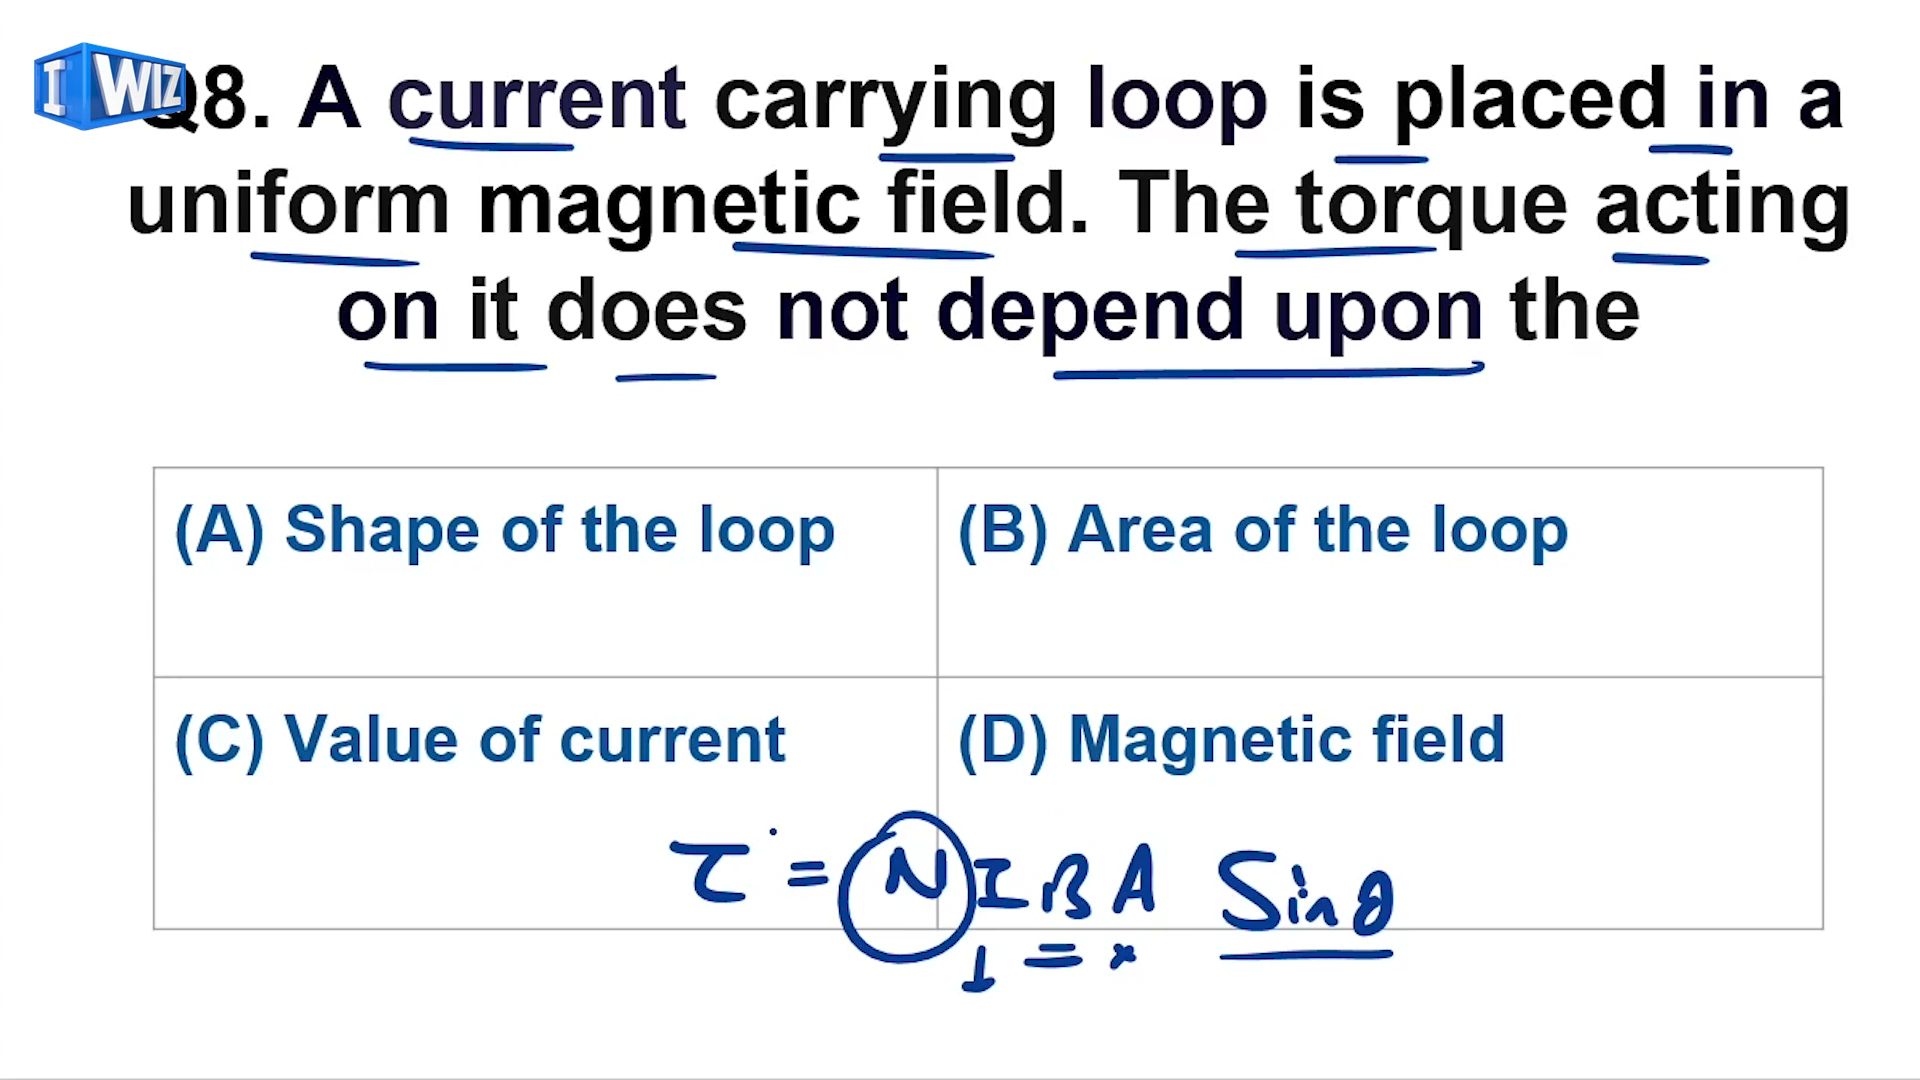 I WIZ
Q8. A current carrying loop is placed in a
uniform magnetic field. The torque acting
on it does not depend upon the
(A) Shape of the loop
(B) Area of the loop
(C) Value of current
(D) Magnetic field
τ = N I B A Sin θ